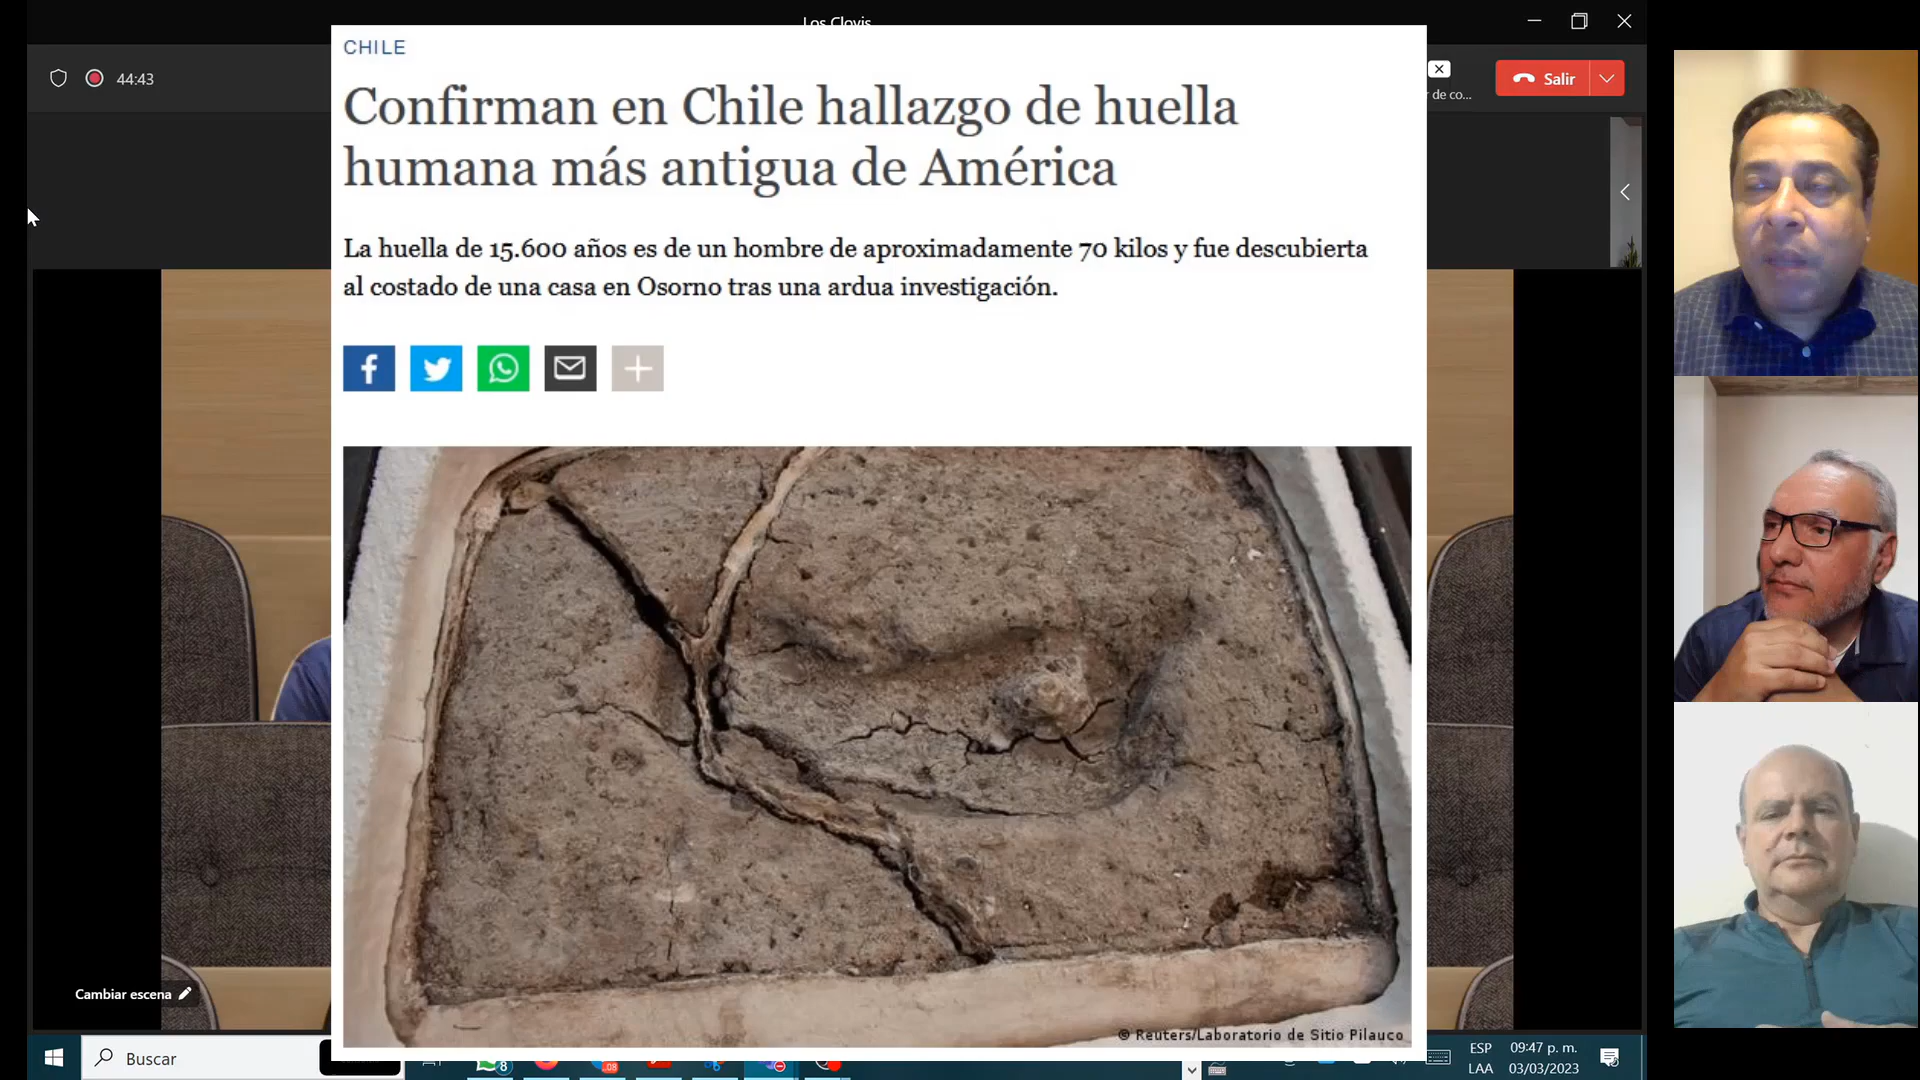 Los Clovis
44:43
CHILE
Confirman en Chile hallazgo de huella
humana más antigua de América
La huella de 15.600 años es de un hombre de aproximadamente 70 kilos y fue descubierta
al costado de una casa en Osorno tras una ardua investigación.
Salir
de co...
Cambiar escena
© Reuters/Laboratorio de Sitio Pilauco
Buscar
8
ESP
LAA
09:47 p. m.
03/03/2023